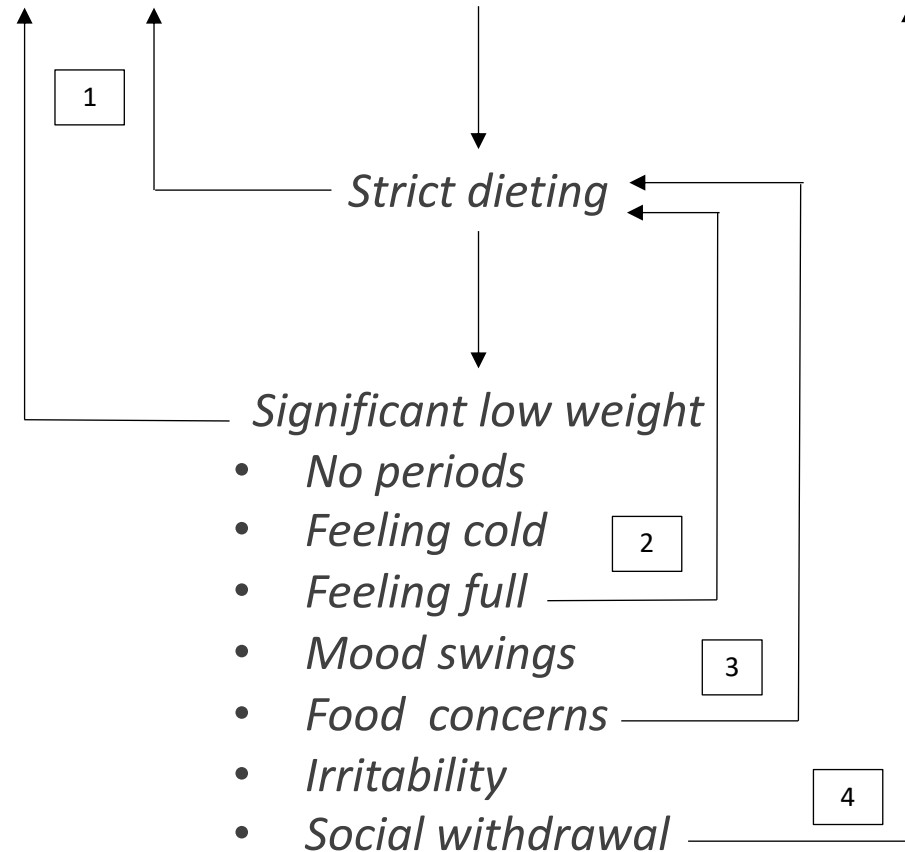 1
Strict dieting
Significant low weight
• No periods
• Feeling cold
2
• Feeling full
• Mood swings
3
• Food concerns
• Irritability
4
• Social withdrawal